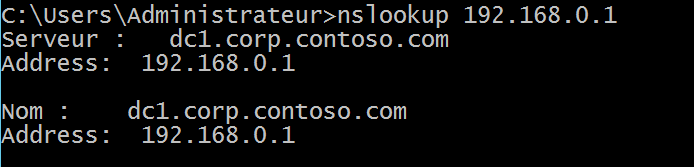 C:\Users\Administrateur>nslookup 192.168.0.1
Serveur :   dc1.corp.contoso.com
Address:  192.168.0.1
Nom :    dc1.corp.contoso.com
Address:  192.168.0.1